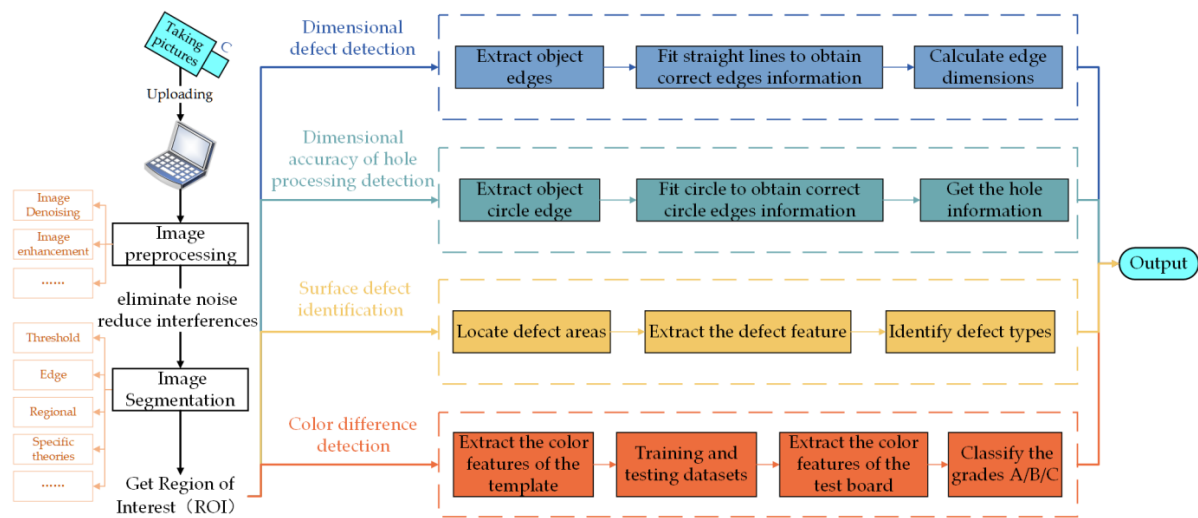 Taking
pictures
C
Uploading
Image
Denoising
Image
enhancement
······
Image
preprocessing
eliminate noise
reduce interferences
Threshold
Edge
Regional
Specific
theories
······
Image
Segmentation
Get Region of
Interest（ROI）
Dimensional
defect detection
Extract object
edges
Fit straight lines to obtain
correct edges information
Calculate edge
dimensions
Dimensional
accuracy of hole
processing detection
Extract object
circle edge
Fit circle to obtain correct
circle edges information
Get the hole
information
Surface defect
identification
Locate defect areas
Extract the defect feature
Identify defect types
Color difference
detection
Extract the color
features of the
template
Training and
testing datasets
Extract the color
features of the
test board
Classify the
grades A/B/C
Output